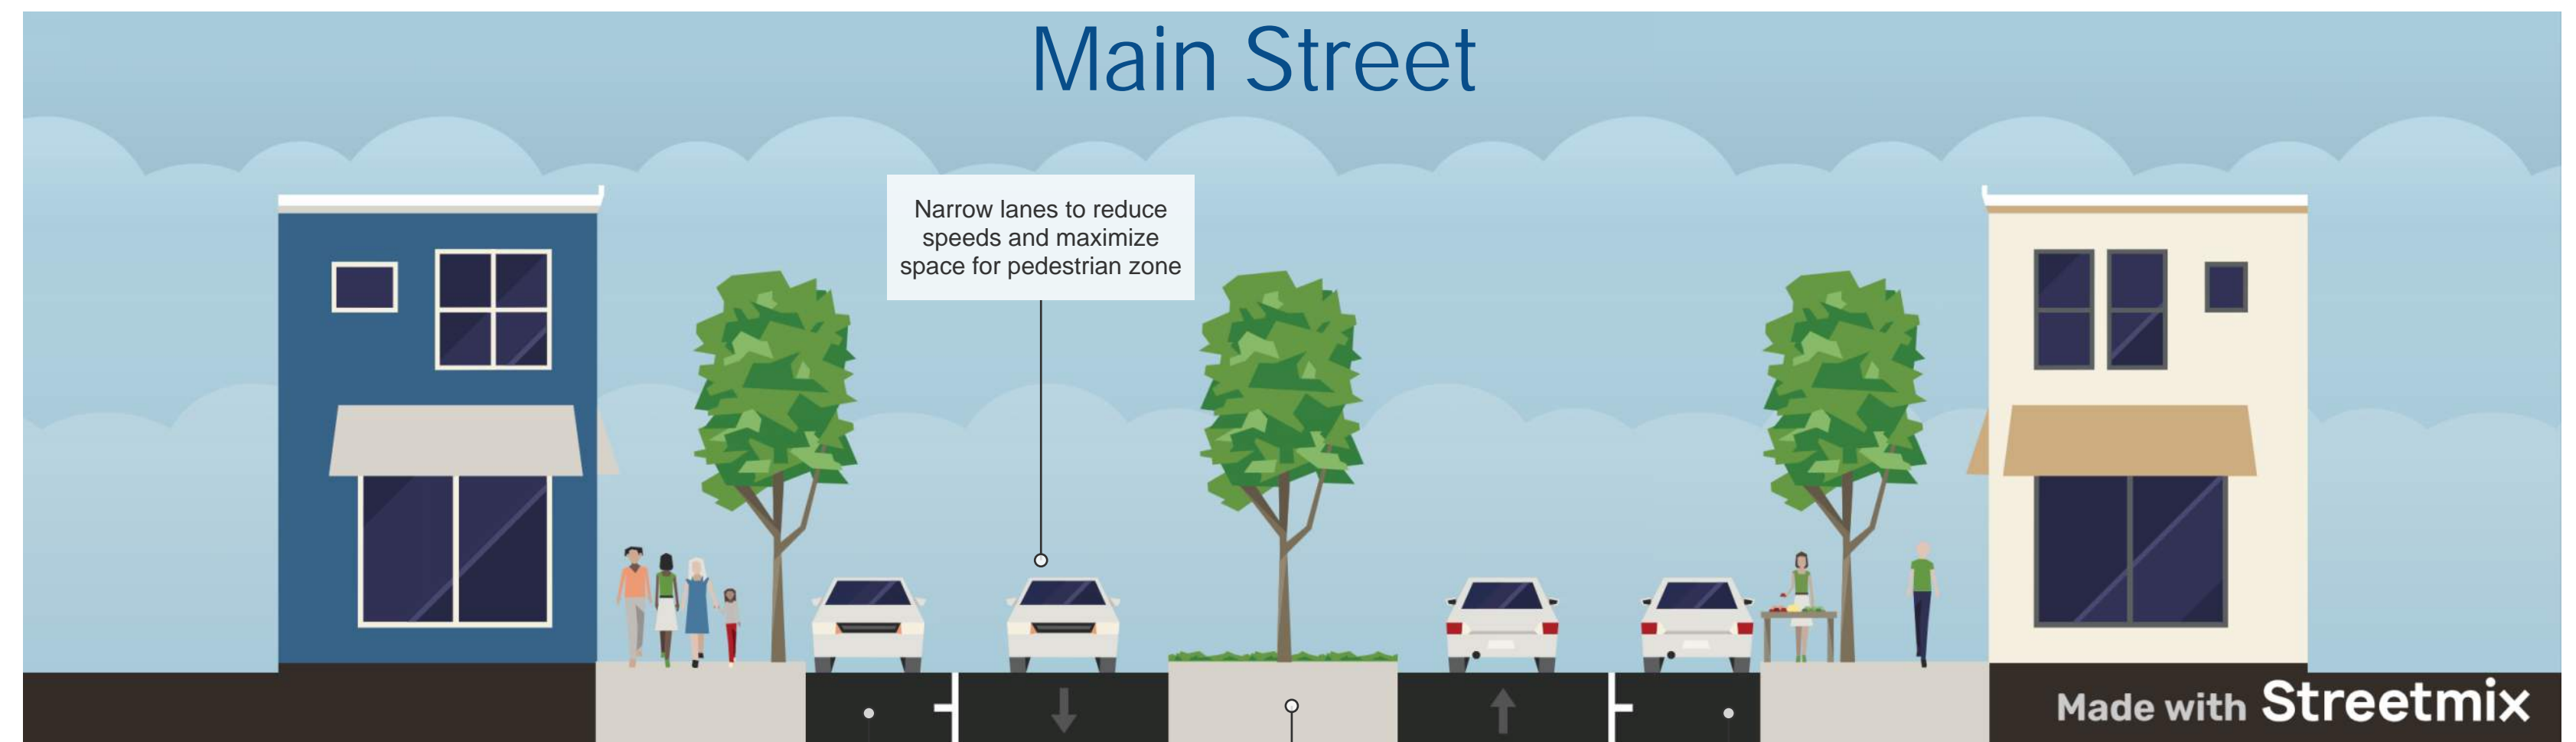 Main Street
Narrow lanes to reduce
speeds and maximize
space for pedestrian zone
Made with Streetmix